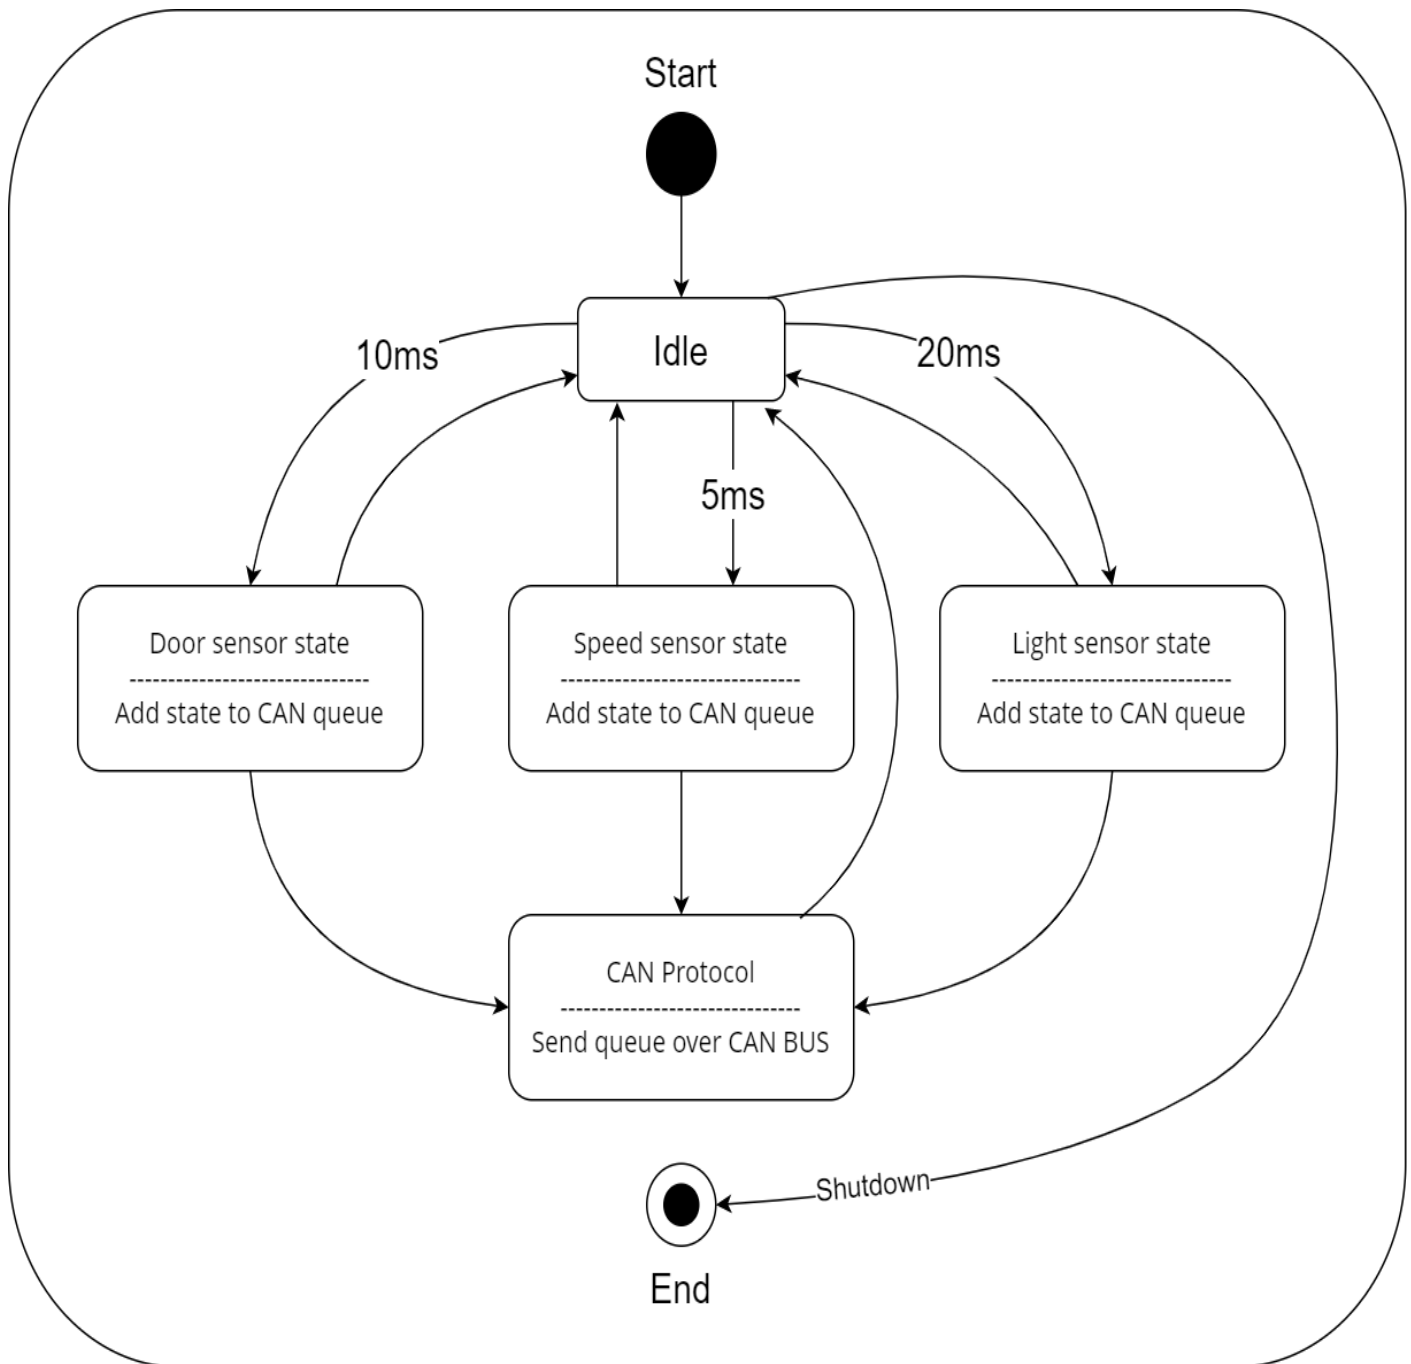 Start
Idle
10ms
20ms
5ms
Door sensor state
-------------------------------
Add state to CAN queue
Speed sensor state
-------------------------------
Add state to CAN queue
Light sensor state
-------------------------------
Add state to CAN queue
CAN Protocol
-------------------------------
Send queue over CAN BUS
Shutdown
End